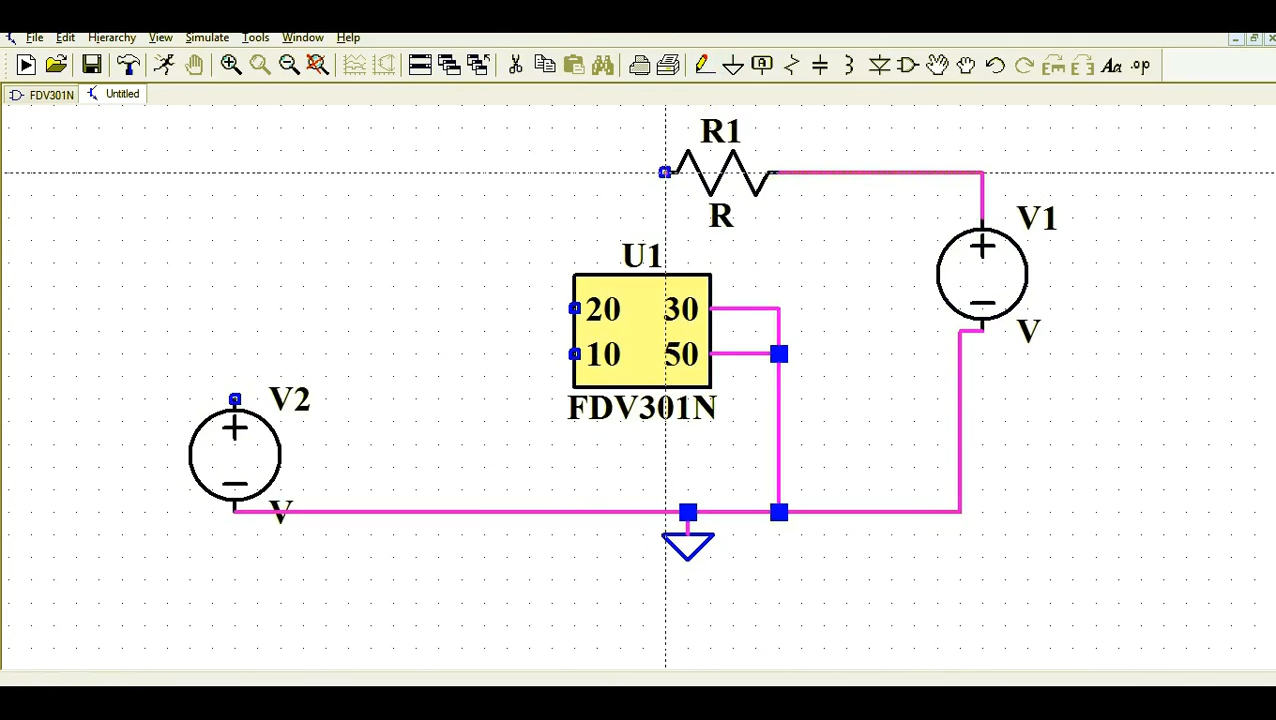 File Edit Hierarchy View Simulate Tools Window Help
.op
FDV301N Untitled
R1
R
V1
U1
20 30
V
10 50
V2
FDV301N
V